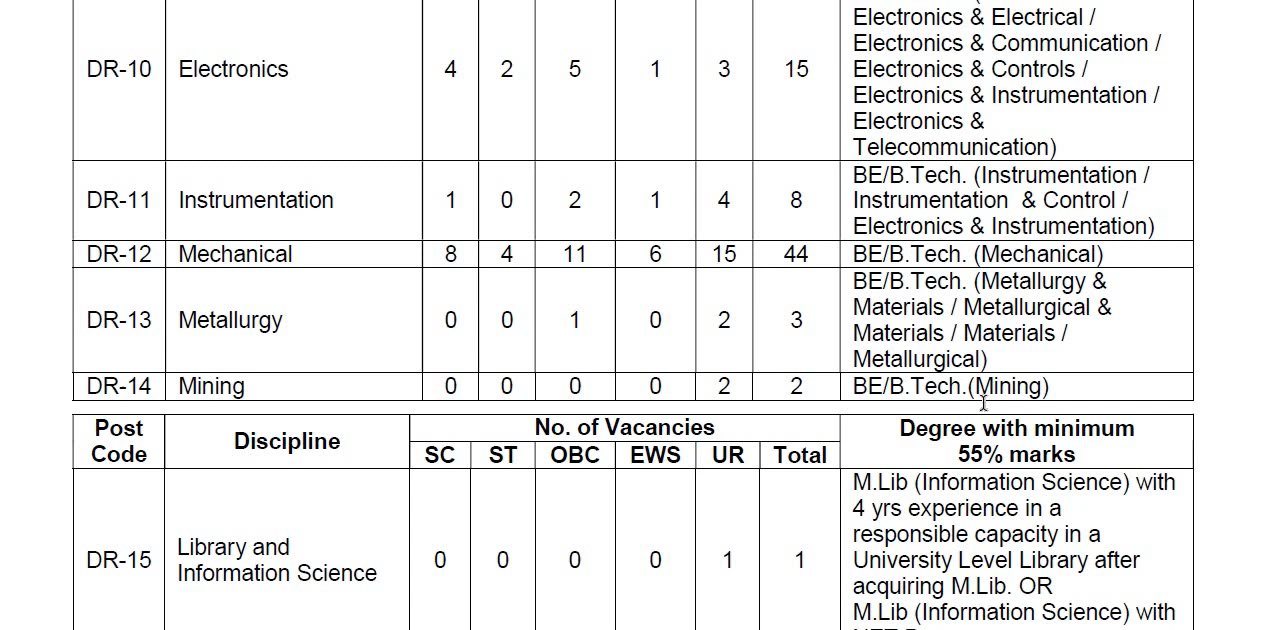 Electronics & Electrical /
Electronics & Communication /
DR-10 Electronics 4 2 5 1 3 15 Electronics & Controls /
Electronics & Instrumentation /
Electronics &
Telecommunication)
BE/B.Tech. (Instrumentation /
DR-11 Instrumentation 1 0 2 1 4 8 Instrumentation & Control /
Electronics & Instrumentation)
DR-12 Mechanical 8 4 11 6 15 44 BE/B.Tech. (Mechanical)
BE/B.Tech. (Metallurgy &
Materials / Metallurgical &
DR-13 Metallurgy 0 0 1 0 2 3 Materials / Materials /
Metallurgical)
DR-14 Mining 0 0 0 0 2 2 BE/B.Tech.(Mining)
Post Code Discipline No. of Vacancies Degree with minimum
SC ST OBC EWS UR Total 55% marks
M.Lib (Information Science) with
4 yrs experience in a
responsible capacity in a
DR-15 Library and Information Science 0 0 0 0 1 1 University Level Library after
acquiring M.Lib. OR
M.Lib (Information Science) with